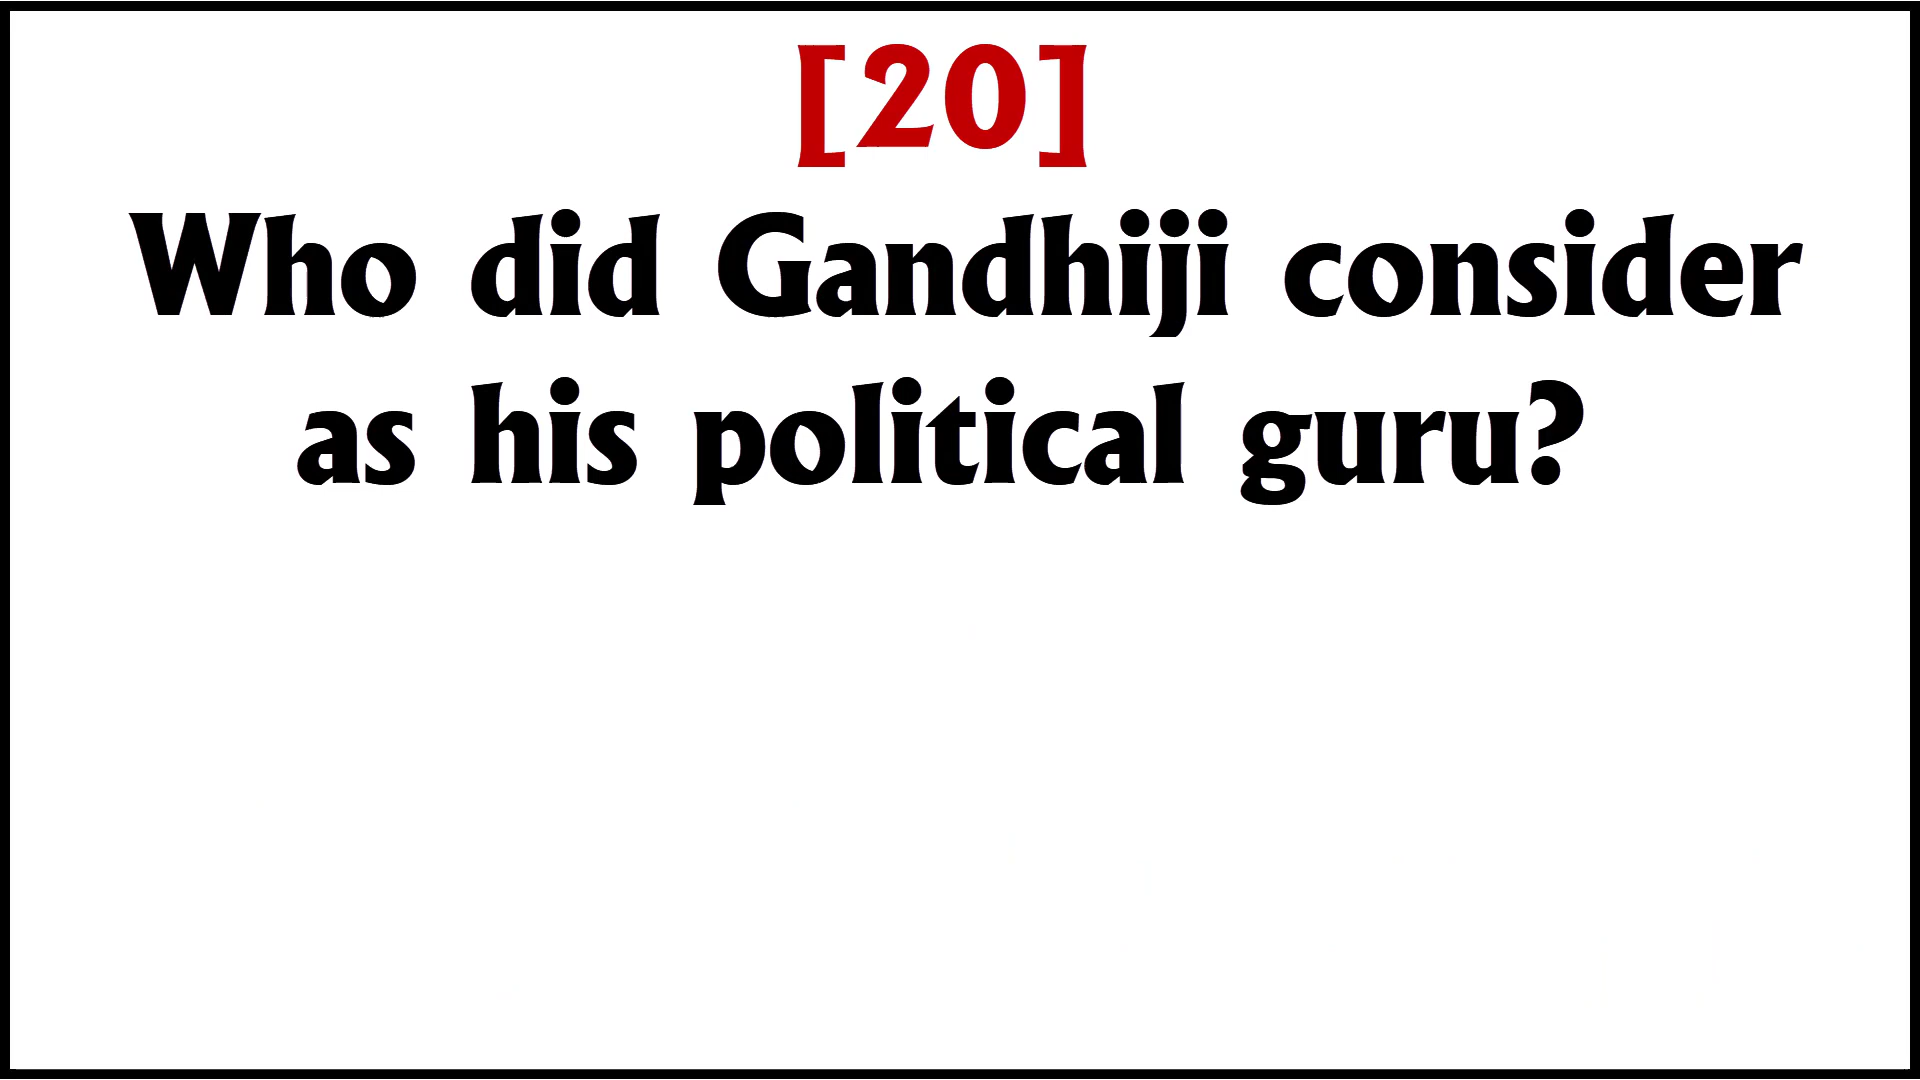 [20]
Who did Gandhiji consider
as his political guru?